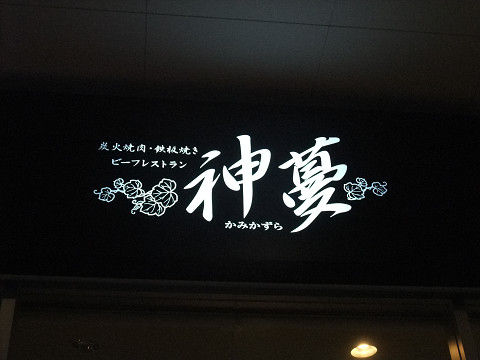 炭火焼肉・鉄板焼き
ビーフレストラン
神蔓
かみかずら